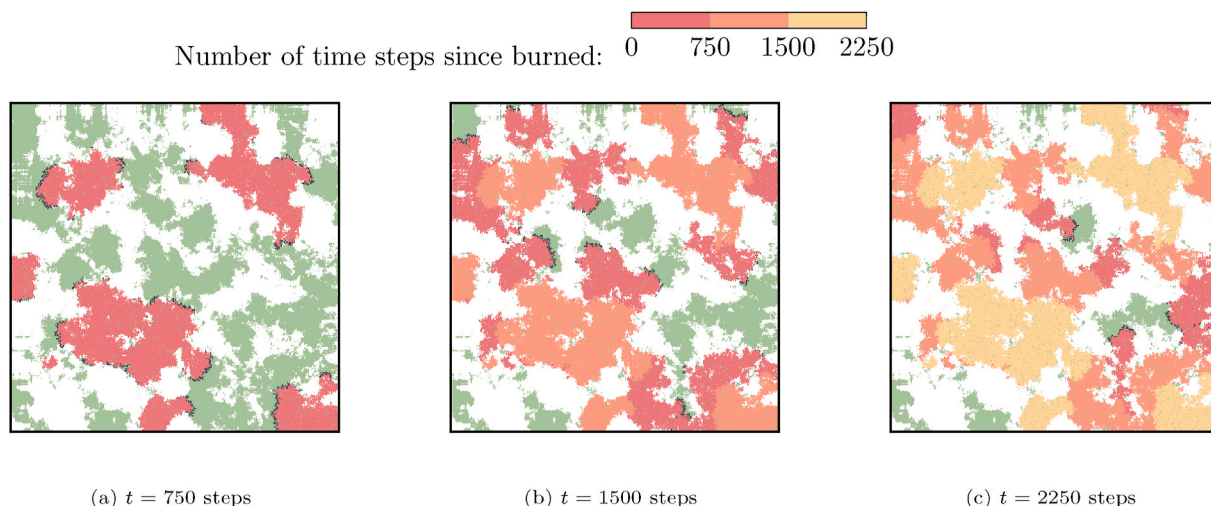 Number of time steps since burned:
0 750 1500 2250
(a) t = 750 steps
(b) t = 1500 steps
(c) t = 2250 steps